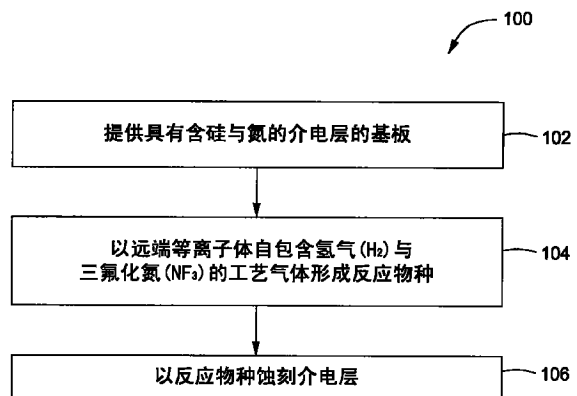 100
提供具有含硅与氮的介电层的基板
102
以远端等离子体自包含氢气(H₂)与
三氟化氮(NF₃)的工艺气体形成反应物种
104
以反应物种蚀刻介电层
106